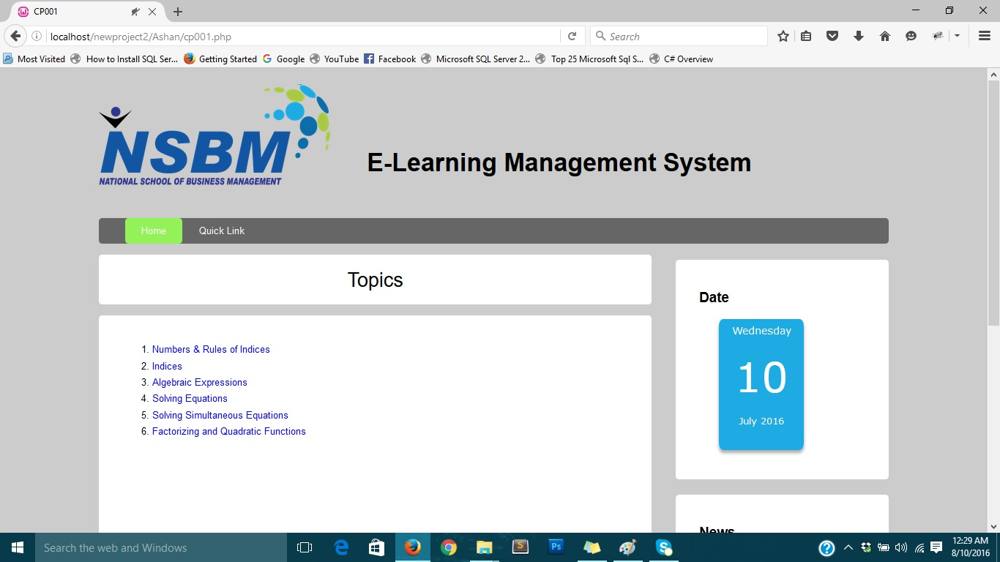 CP001
localhost/newproject2/Ashan/cp001.php
Search
Most Visited
How to Install SQL Ser...
Getting Started
Google
YouTube
Facebook
Microsoft SQL Server 2...
Top 25 Microsoft Sql S...
C# Overview
NSBM
NATIONAL SCHOOL OF BUSINESS MANAGEMENT
E-Learning Management System
Home
Quick Link
Topics
1. Numbers & Rules of Indices
2. Indices
3. Algebraic Expressions
4. Solving Equations
5. Solving Simultaneous Equations
6. Factorizing and Quadratic Functions
Date
Wednesday
10
July 2016
News
Search the web and Windows
12:29 AM
8/10/2016